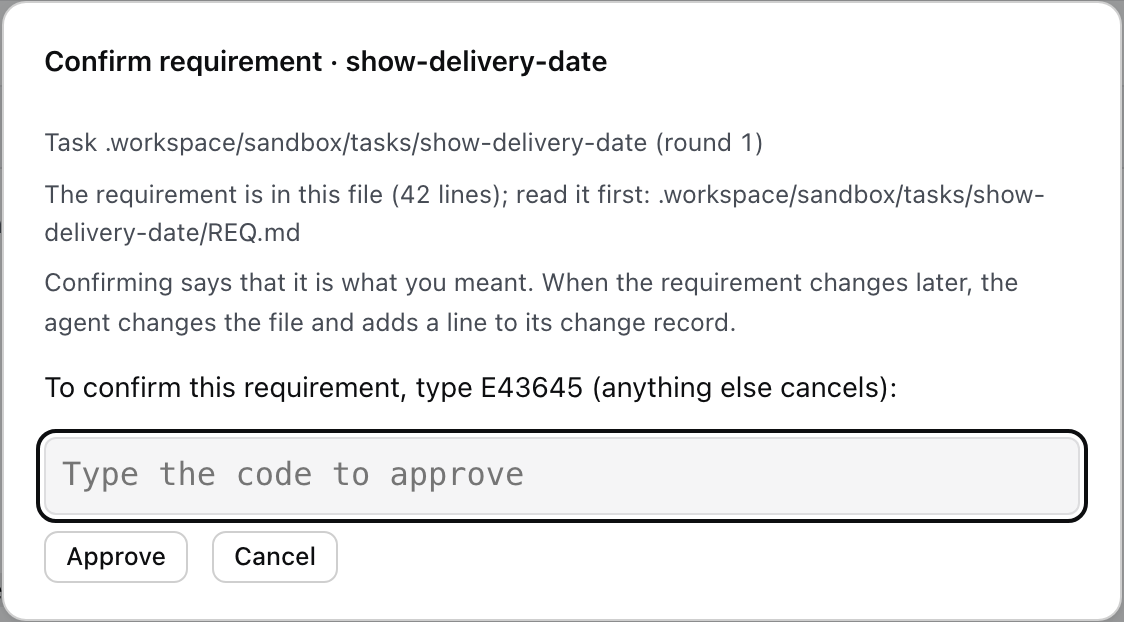 Confirm requirement · show-delivery-date
Task .workspace/sandbox/tasks/show-delivery-date (round 1)
The requirement is in this file (42 lines); read it first: .workspace/sandbox/tasks/show-
delivery-date/REQ.md
Confirming says that it is what you meant. When the requirement changes later, the
agent changes the file and adds a line to its change record.
To confirm this requirement, type E43645 (anything else cancels):
Type the code to approve
Approve Cancel